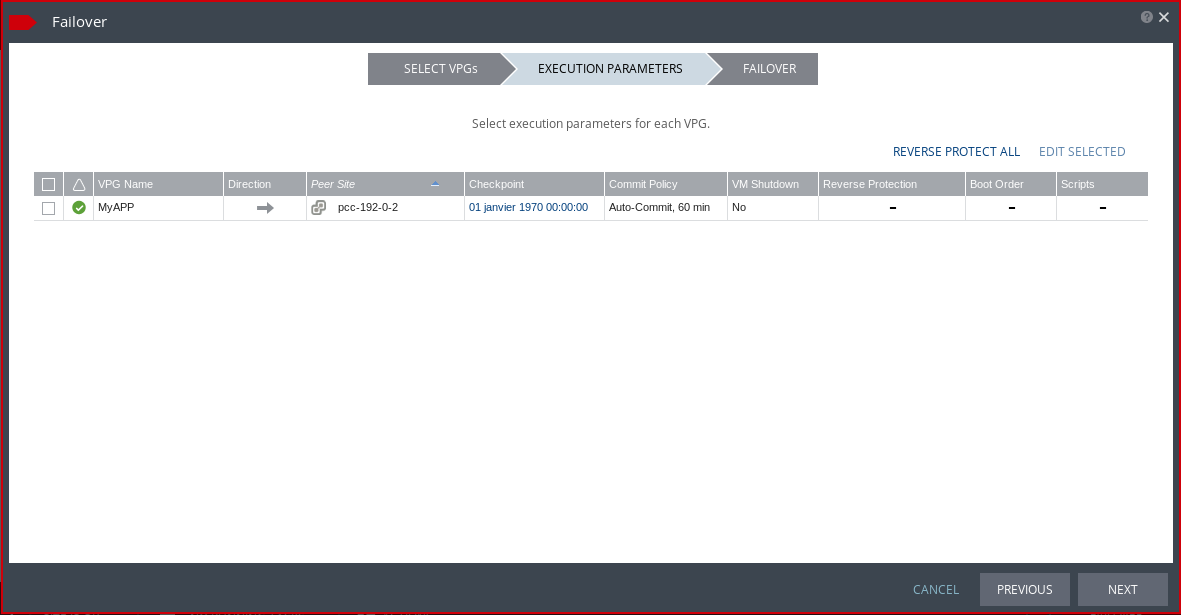 Failover
SELECT VPGs EXECUTION PARAMETERS FAILOVER
Select execution parameters for each VPG.
REVERSE PROTECT ALL EDIT SELECTED
VPG Name Direction Peer Site Checkpoint Commit Policy VM Shutdown Reverse Protection Boot Order Scripts
MyAPP pcc-192-0-2 01 janvier 1970 00:00:00 Auto-Commit, 60 min No – – –
CANCEL PREVIOUS NEXT